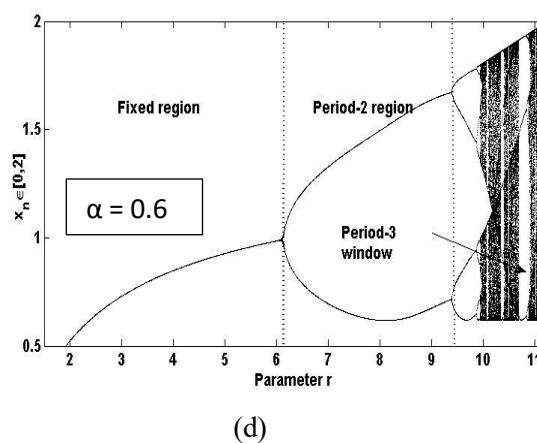 2
Fixed region
Period-2 region
1.5
x_n∈[0,2]
α = 0.6
1
Period-3
window
0.5
2 3 4 5 6 7 8 9 10 11
Parameter r
(d)